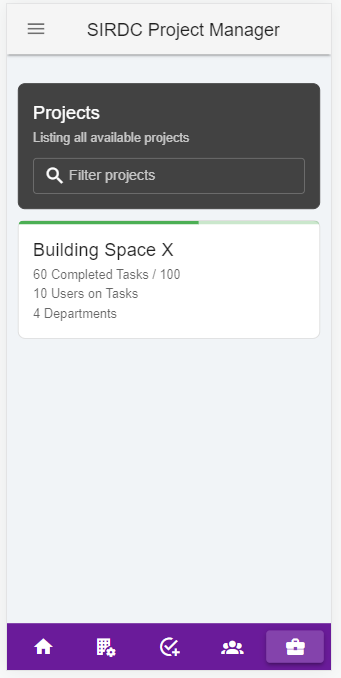 SIRDC Project Manager
Projects
Listing all available projects
Filter projects
Building Space X
60 Completed Tasks / 100
10 Users on Tasks
4 Departments